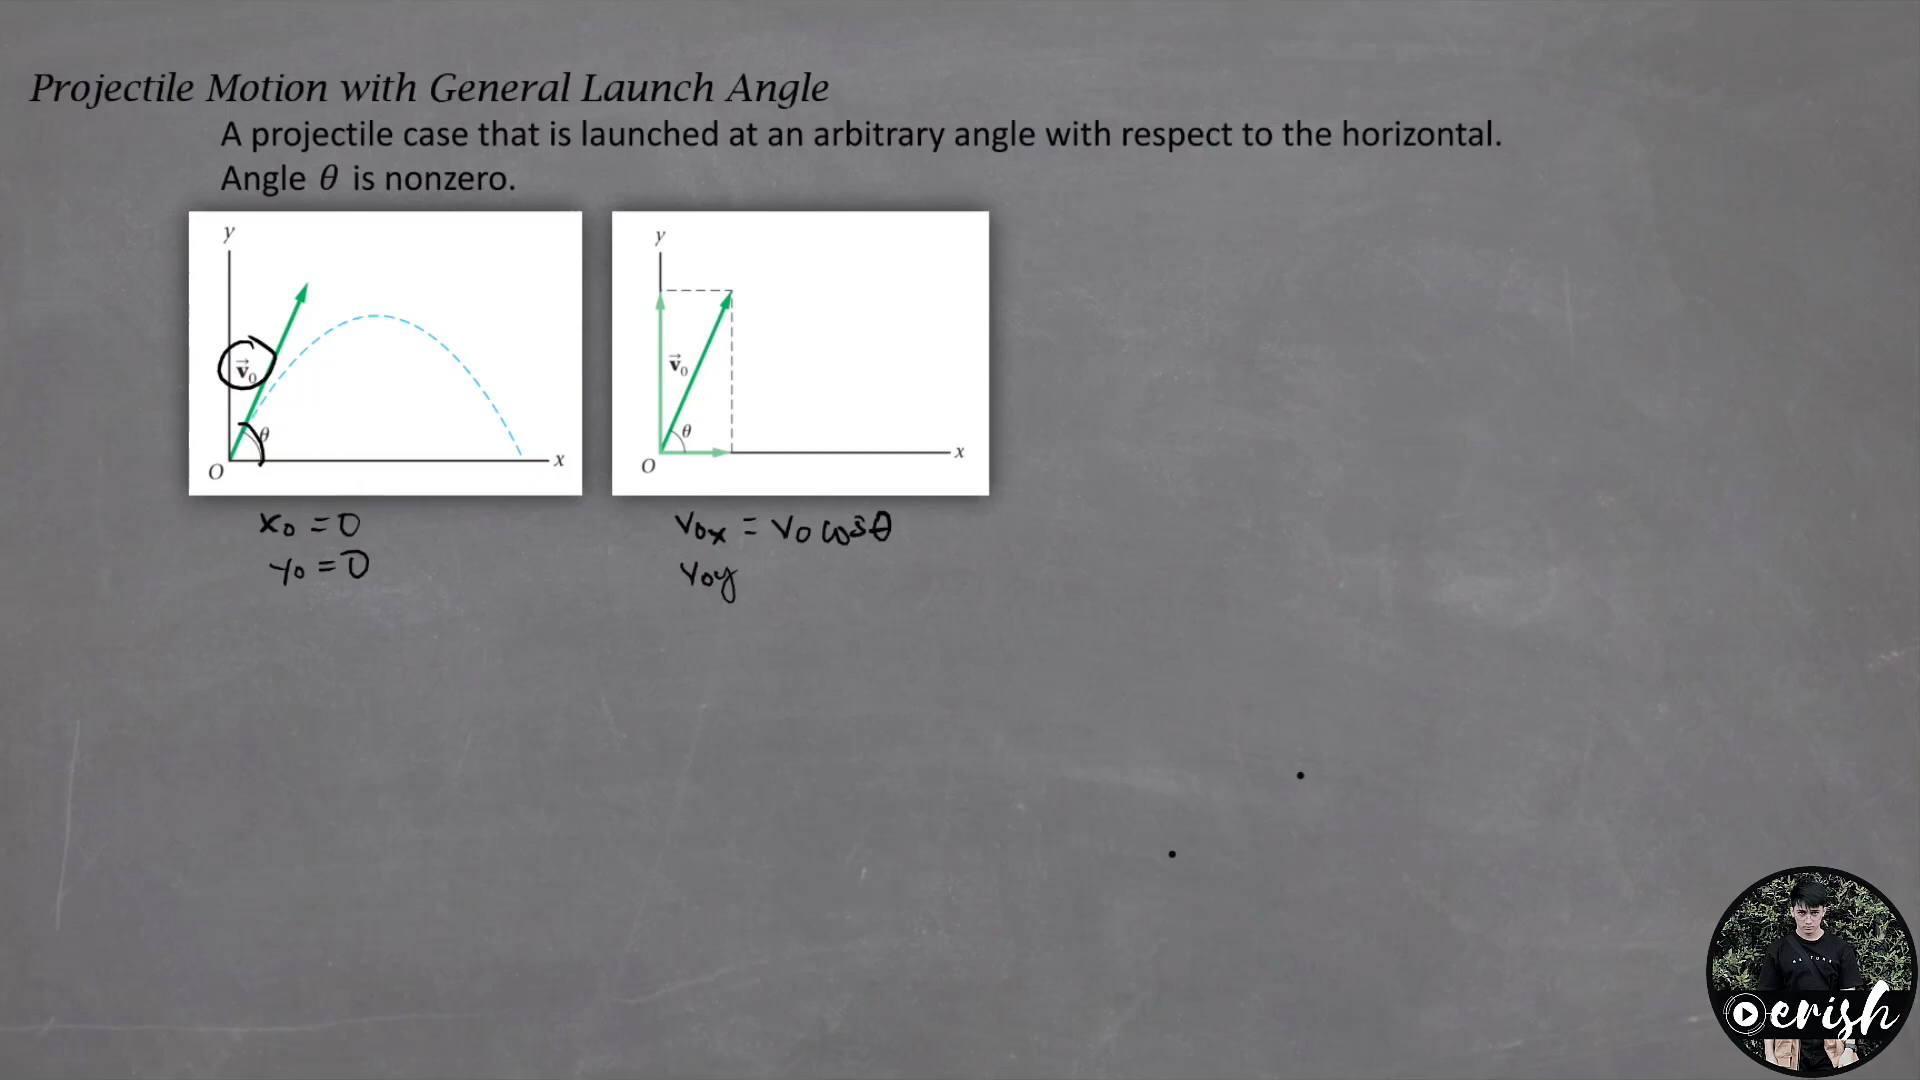 Projectile Motion with General Launch Angle
A projectile case that is launched at an arbitrary angle with respect to the horizontal.
Angle θ is nonzero.
y
v⃗₀
θ
O
x
y
v⃗₀
θ
O
x
x₀ = 0
y₀ = 0
v₀ₓ = v₀ cosθ
v₀y
erish